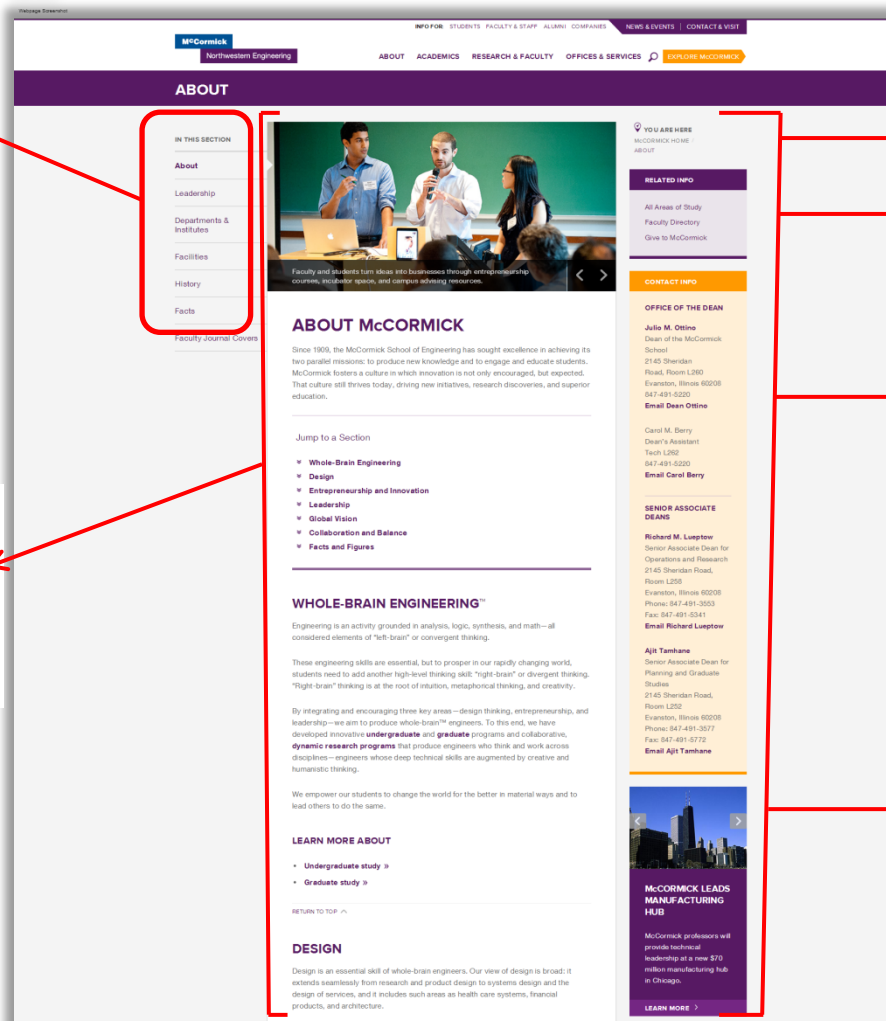 Webpage Screenshot
INFO FOR: STUDENTS FACULTY & STAFF ALUMNI COMPANIES
NEWS & EVENTS | CONTACT & VISIT
McCormick
Northwestern Engineering
ABOUT ACADEMICS RESEARCH & FACULTY OFFICES & SERVICES EXPLORE McCORMICK
ABOUT
IN THIS SECTION
About
Leadership
Departments &
Institutes
Facilities
History
Facts
Faculty Journal Covers
Faculty and students turn ideas into businesses through entrepreneurship
courses, incubator space, and campus advising resources.
ABOUT McCORMICK
Since 1909, the McCormick School of Engineering has sought excellence in achieving its
two parallel missions: to produce new knowledge and to engage and educate students.
McCormick fosters a culture in which innovation is not only encouraged, but expected.
That culture still thrives today, driving new initiatives, research discoveries, and superior
education.
Jump to a Section
Whole-Brain Engineering
Design
Entrepreneurship and Innovation
Leadership
Global Vision
Collaboration and Balance
Facts and Figures
WHOLE-BRAIN ENGINEERING™
Engineering is an activity grounded in analysis, logic, synthesis, and math—all
considered elements of "left-brain" or convergent thinking.
These engineering skills are essential, but to prosper in our rapidly changing world,
students need to add another high-level thinking skill: "right-brain" or divergent thinking.
"Right-brain" thinking is at the root of intuition, metaphorical thinking, and creativity.
By integrating and encouraging three key areas—design thinking, entrepreneurship, and
leadership—we aim to produce whole-brain™ engineers. To this end, we have
developed innovative undergraduate and graduate programs and collaborative,
dynamic research programs that produce engineers who think and work across
disciplines—engineers whose deep technical skills are augmented by creative and
humanistic thinking.
We empower our students to change the world for the better in material ways and to
lead others to do the same.
LEARN MORE ABOUT
• Undergraduate study »
• Graduate study »
RETURN TO TOP
DESIGN
Design is an essential skill of whole-brain engineers. Our view of design is broad: it
extends seamlessly from research and product design to systems design and the
design of services, and it includes such areas as health care systems, financial
products, and architecture.
YOU ARE HERE
McCORMICK HOME /
ABOUT
RELATED INFO
All Areas of Study
Faculty Directory
Give to McCormick
CONTACT INFO
OFFICE OF THE DEAN
Julio M. Ottino
Dean of the McCormick
School
2145 Sheridan
Road, Room L260
Evanston, Illinois 60208
847-491-5220
Email Dean Ottino
Carol M. Berry
Dean's Assistant
Tech L262
847-491-5220
Email Carol Berry
SENIOR ASSOCIATE
DEANS
Richard M. Lueptow
Senior Associate Dean for
Operations and Research
2145 Sheridan Road,
Room L258
Evanston, Illinois 60208
Phone: 847-491-3553
Fax: 847-491-5341
Email Richard Lueptow
Ajit Tamhane
Senior Associate Dean for
Planning and Graduate
Studies
2145 Sheridan Road,
Room L252
Evanston, Illinois 60208
Phone: 847-491-3577
Fax: 847-491-5772
Email Ajit Tamhane
McCORMICK LEADS
MANUFACTURING
HUB
McCormick professors will
provide technical
leadership at a new $70
million manufacturing hub
in Chicago.
LEARN MORE >